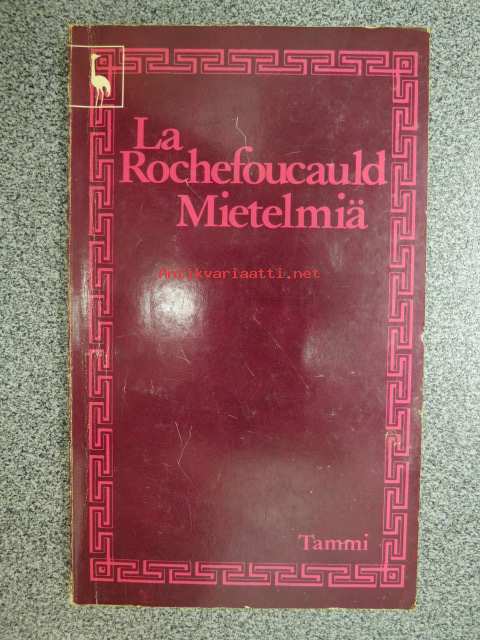 La
Rochefoucauld
Mietelmiä
Antikvariaatti.net
Tammi